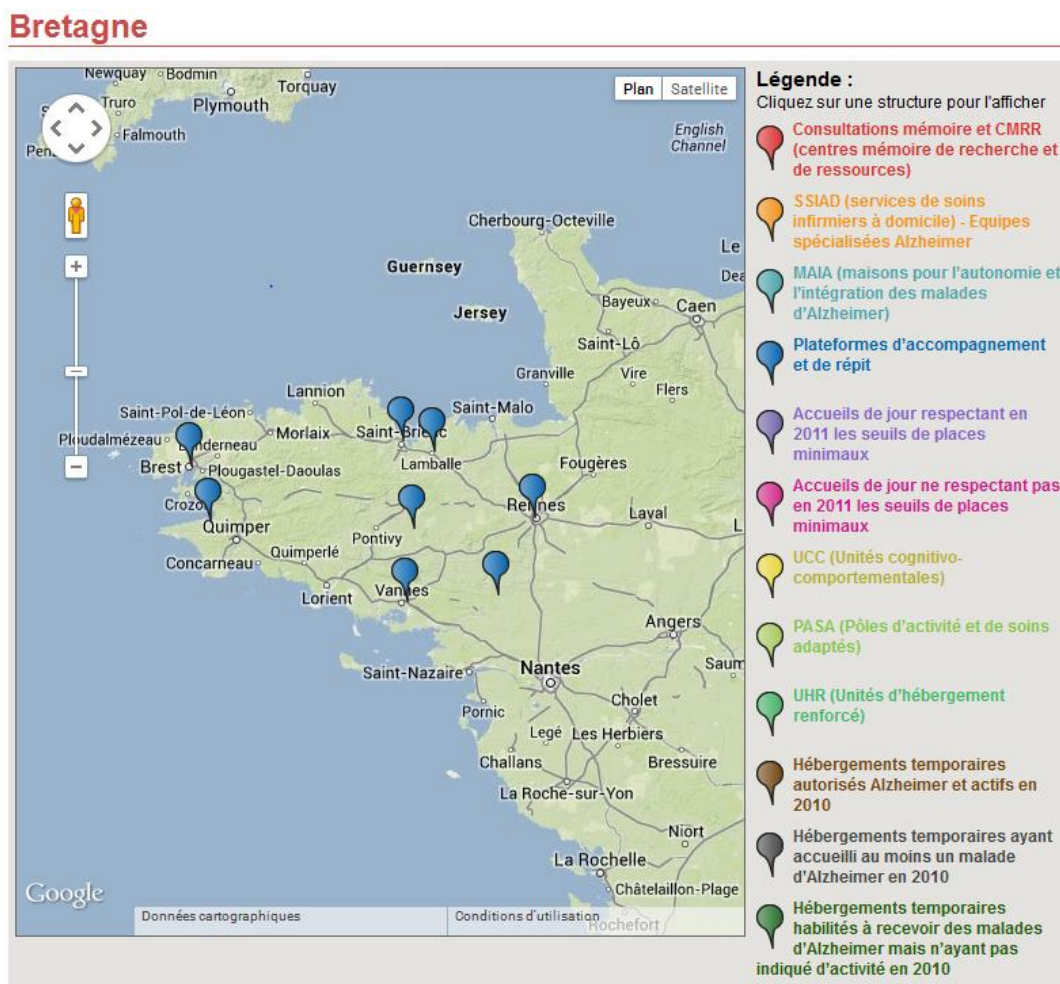 Bretagne
Newquay
Bodmin
Torquay
Truro
Plymouth
Falmouth
Plan
Satellite
English
Channel
Cherbourg-Octeville
Guernsey
Jersey
Bayeux
Caen
Saint-Lô
Granville
Vire
Flers
Lannion
Saint-Pol-de-Léon
Saint-Malo
Morlaix
Ploudalmézeau
Brest
Plougastel-Daoulas
Lamballe
Fougères
Rennes
Laval
Quimper
Pontivy
Concarneau
Quimperlé
Lorient
Vannes
Angers
Saint-Nazaire
Nantes
Cholet
Pornic
Legé
Les Herbiers
Challans
Bressuire
La Roche-sur-Yon
Niort
La Rochelle
Châtelaillon-Plage
Rochefort
Google
Données cartographiques
Conditions d'utilisation
Légende :
Cliquez sur une structure pour l'afficher
Consultations mémoire et CMRR
(centres mémoire de recherche et
de ressources)
SSIAD (services de soins
infirmiers à domicile) - Equipes
spécialisées Alzheimer
MAIA (maisons pour l'autonomie et
l'intégration des malades
d'Alzheimer)
Plateformes d'accompagnement
et de répit
Accueils de jour respectant en
2011 les seuils de places
minimaux
Accueils de jour ne respectant pas
en 2011 les seuils de places
minimaux
UCC (Unités cognitivo-
comportementales)
PASA (Pôles d'activité et de soins
adaptés)
UHR (Unités d'hébergement
renforcé)
Hébergements temporaires
autorisés Alzheimer et actifs en
2010
Hébergements temporaires ayant
accueilli au moins un malade
d'Alzheimer en 2010
Hébergements temporaires
habilités à recevoir des malades
d'Alzheimer mais n'ayant pas
indiqué d'activité en 2010